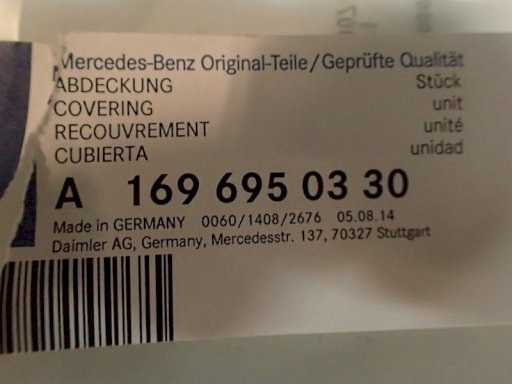 Mercedes-Benz Original-Teile/Geprüfte Qualität
ABDECKUNG Stück
COVERING unit
RECOUVREMENT unité
CUBIERTA unidad
A 169 695 03 30
Made in GERMANY 0060/1408/2676 05.08.14
Daimler AG, Germany, Mercedesstr. 137, 70327 Stuttgart